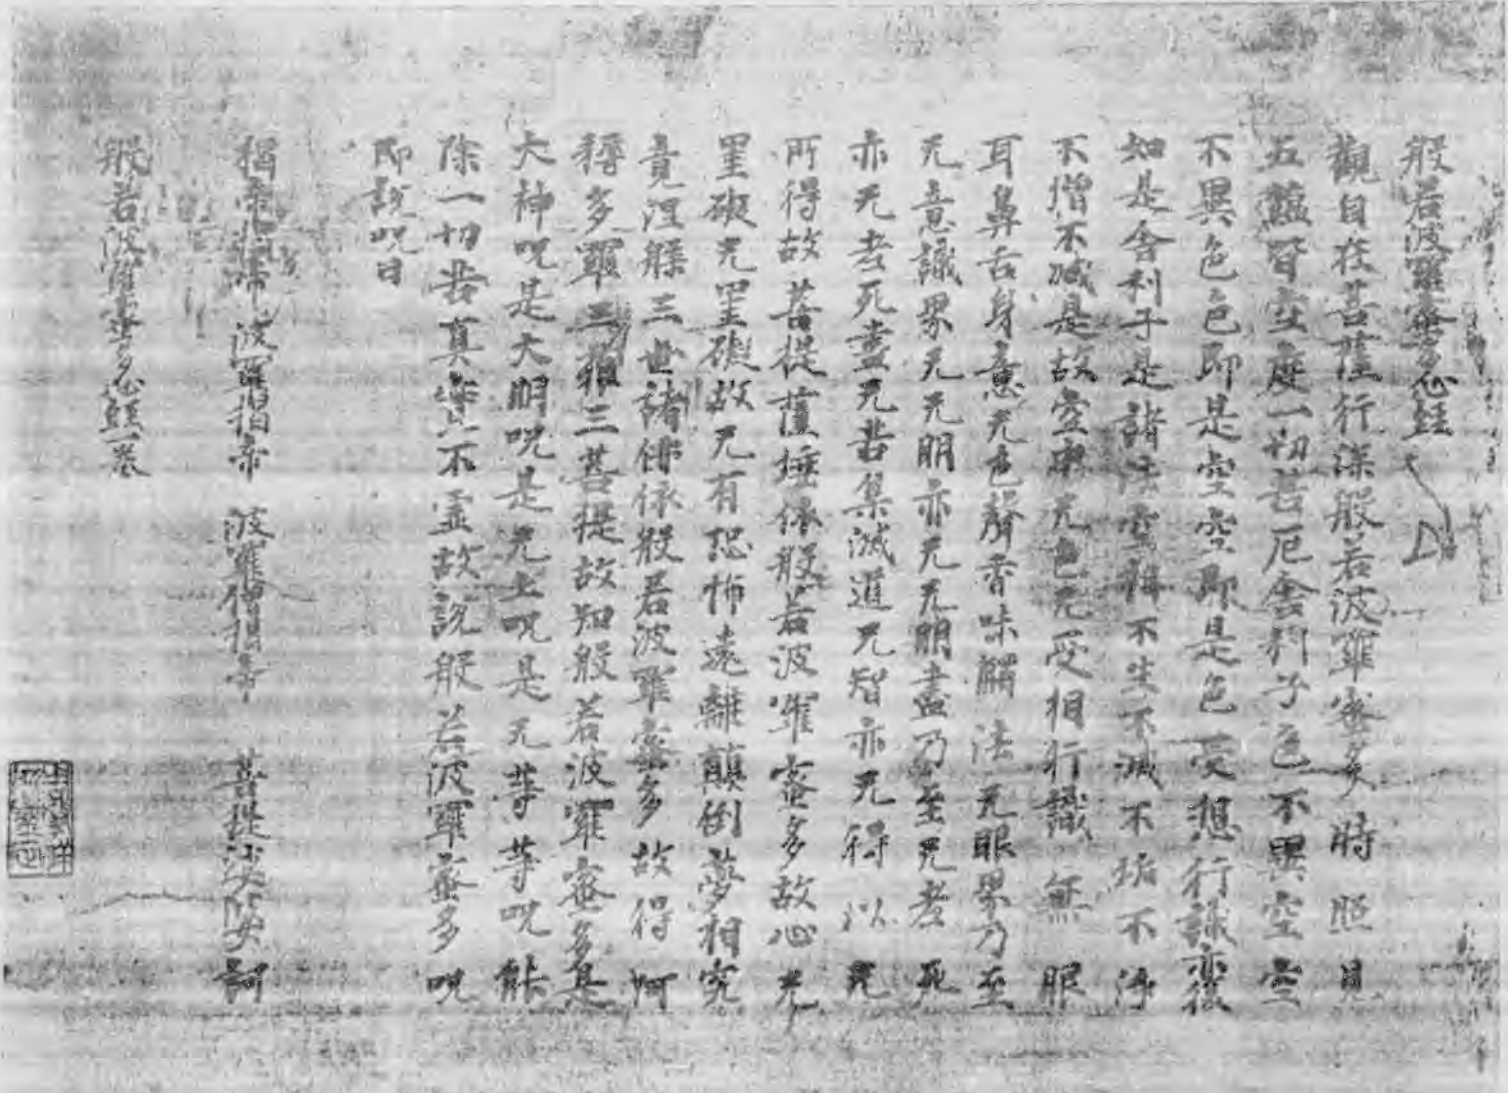 般若波羅蜜多心經
觀自在菩薩行深般若波羅蜜多時照見
五蘊皆空度一切苦厄舍利子色不異空空
不異色色即是空空即是色受想行識亦復
如是舍利子是諸法空相不生不滅不垢不淨
不增不減是故空中无色无受相行識無眼
耳鼻舌身意无色聲香味觸法无眼界乃至
无意識界无无明亦无无明盡乃至无老死
亦无老死盡无苦集滅道无智亦无得以无
所得故菩提薩埵依般若波羅蜜多故心无
罣礙无罣礙故无有恐怖遠離顛倒夢相究
竟涅槃三世諸佛依般若波羅蜜多故得阿
耨多羅三藐三菩提故知般若波羅蜜多是
大神呪是大明呪是无上呪是无等等呪能
除一切苦真實不虛故說般若波羅蜜多呪
即說呪曰
揭帝揭帝 波羅揭帝 波羅僧揭帝 菩提莎婆訶
般若波羅蜜多心經一卷